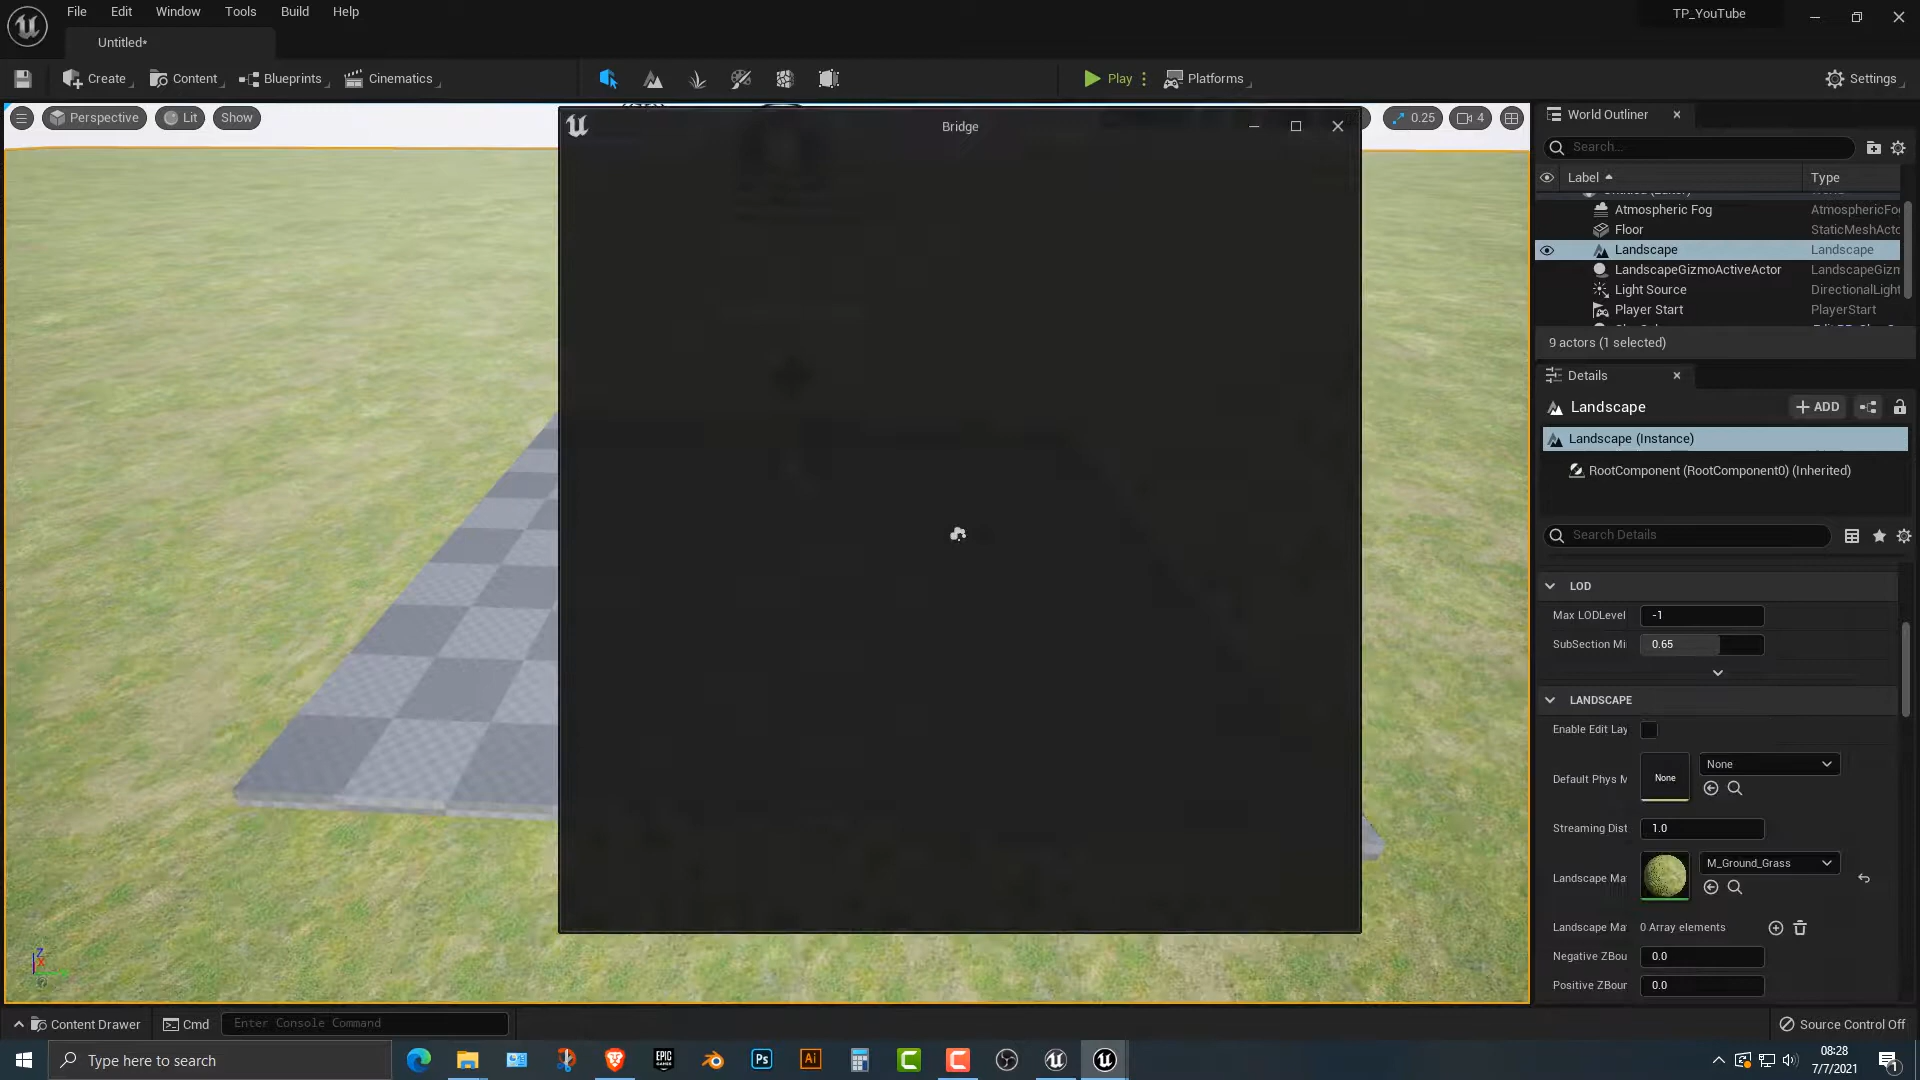 File Edit Window Tools Build Help
TP_YouTube
Untitled*
Create Content Blueprints Cinematics
Play Platforms
Settings
Perspective Lit Show
0.25 4
Bridge
World Outliner
Search...
Label Type
Atmospheric Fog AtmosphericFo
Floor StaticMeshActo
Landscape Landscape
LandscapeGizmoActiveActor LandscapeGizm
Light Source DirectionalLight
Player Start PlayerStart
9 actors (1 selected)
Details
Landscape
ADD
Landscape (Instance)
RootComponent (RootComponent0) (Inherited)
Search Details
LOD
Max LODLevel -1
SubSection Mi 0.65
LANDSCAPE
Enable Edit Lay
Default Phys M None None
Streaming Dist 1.0
Landscape Ma M_Ground_Grass
Landscape Ma 0 Array elements
Negative ZBou 0.0
Positive ZBour 0.0
Z
X
Content Drawer Cmd Enter Console Command
Source Control Off
Type here to search
EPIC
GAMES
Ps
Ai
08:28
7/7/2021
1